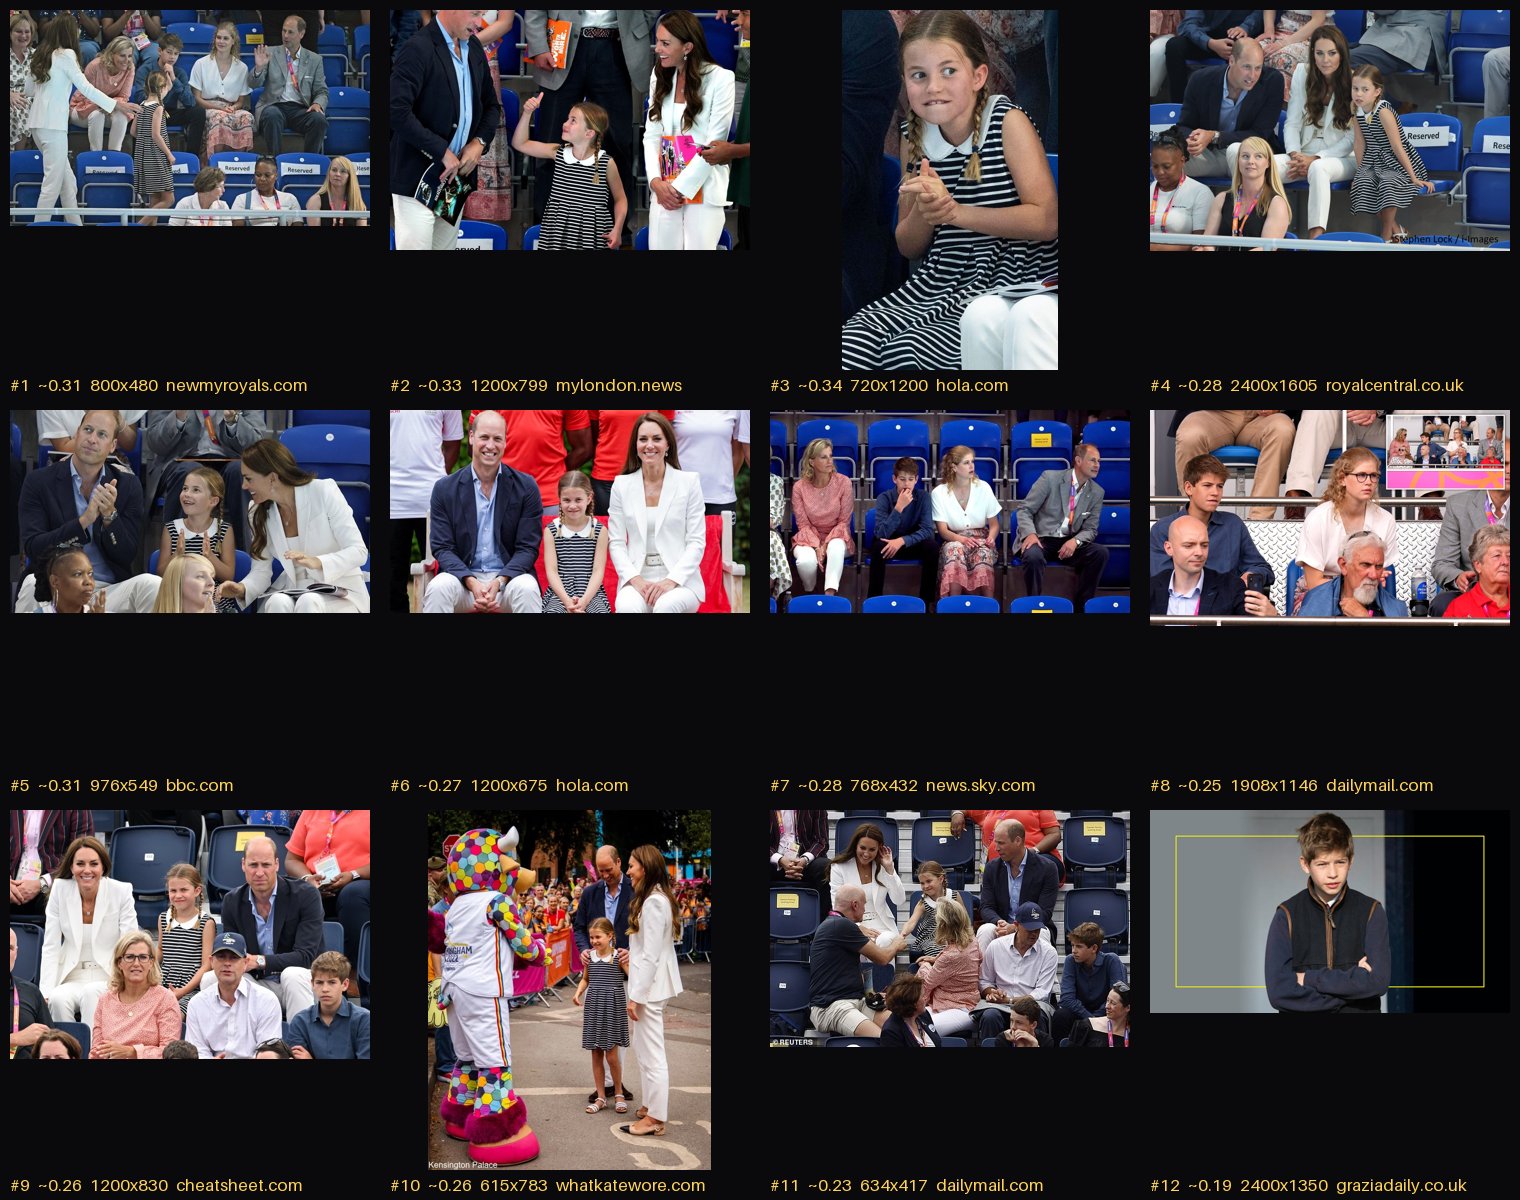 Reserved
Reserved
Reserved
#1 ~0.31 800x480 newmyroyals.com
#2 ~0.33 1200x799 mylondon.news
#3 ~0.34 720x1200 hola.com
Reserved
Stephen Lock / i-Images
#4 ~0.28 2400x1605 royalcentral.co.uk
#5 ~0.31 976x549 bbc.com
#6 ~0.27 1200x675 hola.com
#7 ~0.28 768x432 news.sky.com
#8 ~0.25 1908x1146 dailymail.com
#9 ~0.26 1200x830 cheatsheet.com
Kensington Palace
#10 ~0.26 615x783 whatkatewore.com
© REUTERS
#11 ~0.23 634x417 dailymail.com
#12 ~0.19 2400x1350 graziadaily.co.uk